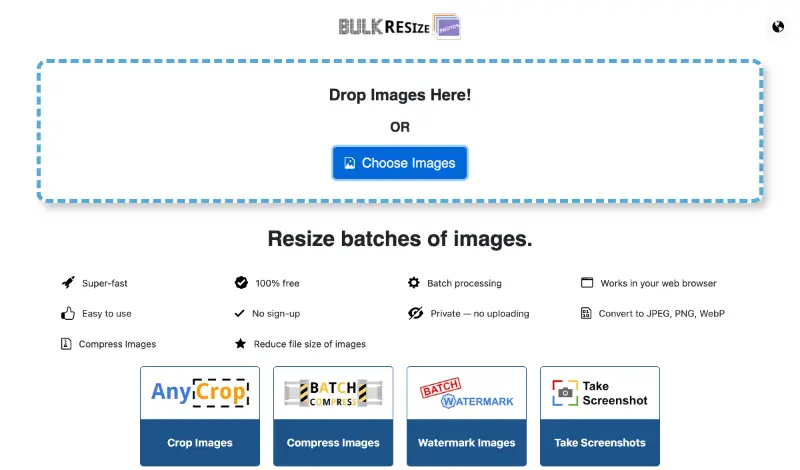 BULK RESIZE PHOTOS
Drop Images Here!
OR
Choose Images
Resize batches of images.
Super-fast
100% free
Batch processing
Works in your web browser
Easy to use
No sign-up
Private — no uploading
Convert to JPEG, PNG, WebP
Compress Images
Reduce file size of images
AnyCrop
BATCH
COMPRESS
BATCH
WATERMARK
Take
Screenshot
Crop Images
Compress Images
Watermark Images
Take Screenshots